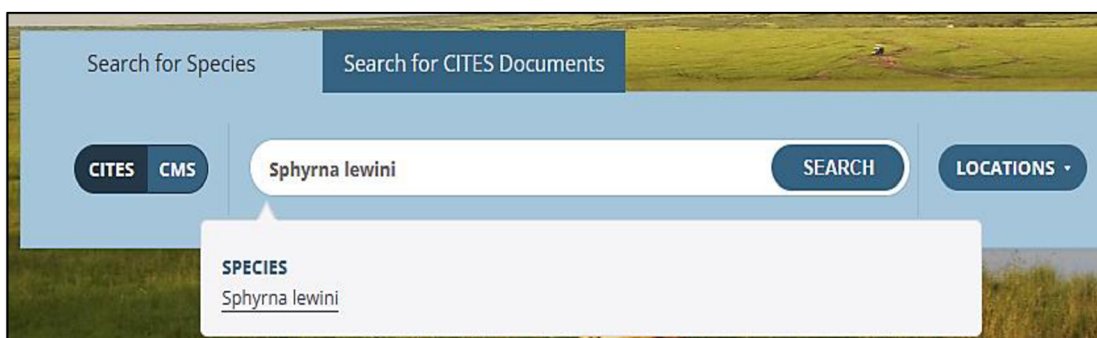 Search for Species
Search for CITES Documents
CITES CMS
Sphyrna lewini
SEARCH
LOCATIONS
SPECIES
Sphyrna lewini